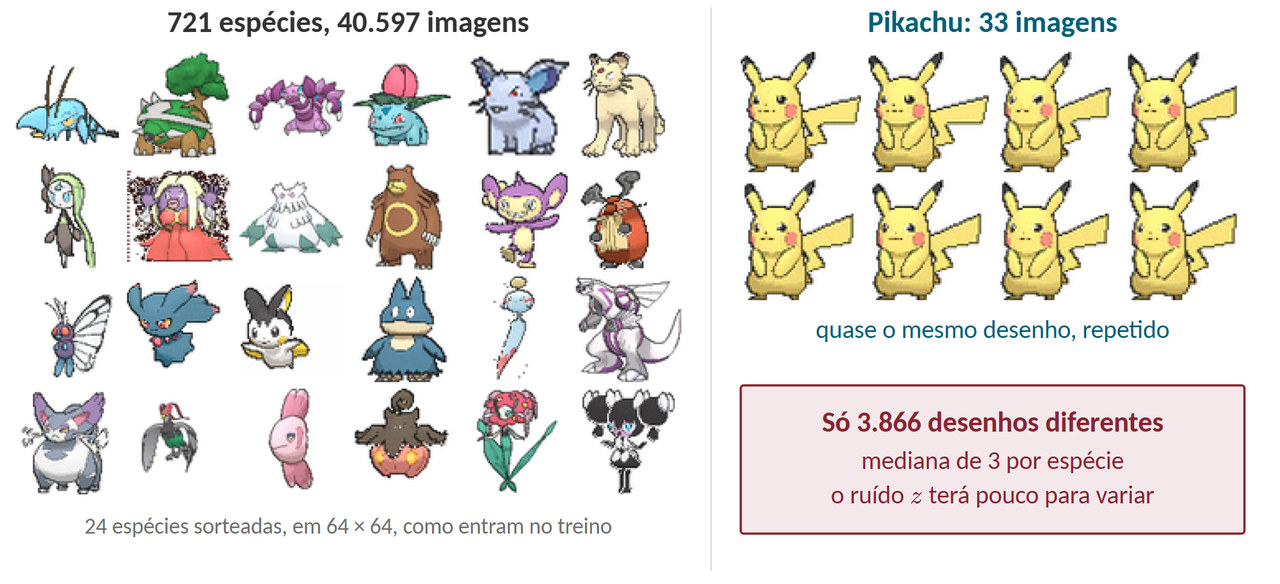 721 espécies, 40.597 imagens
24 espécies sorteadas, em 64 × 64, como entram no treino
Pikachu: 33 imagens
quase o mesmo desenho, repetido
Só 3.866 desenhos diferentes
mediana de 3 por espécie
o ruído z terá pouco para variar